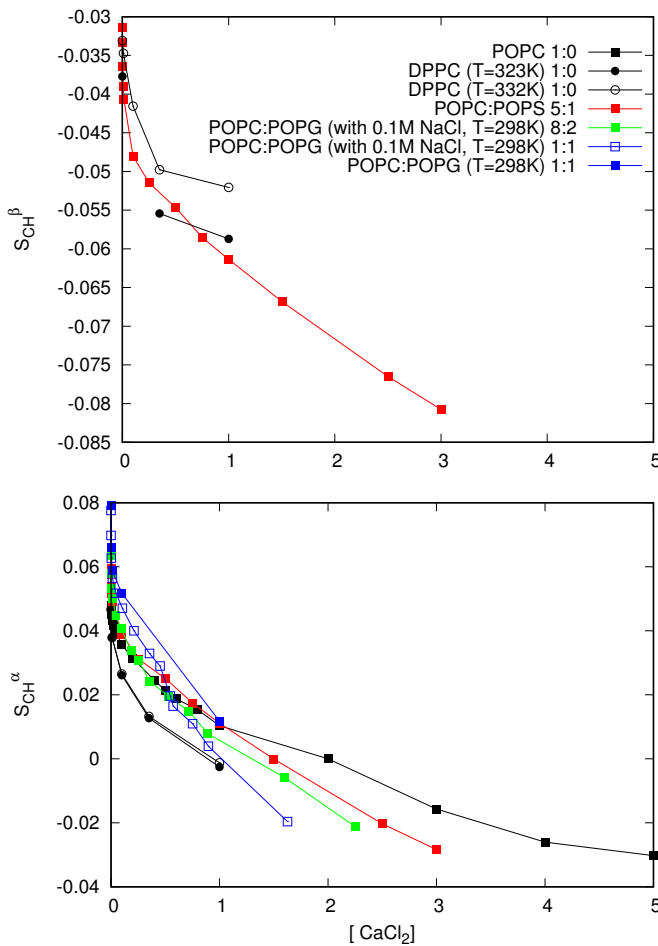 -0.03
-0.035
-0.04
-0.045
-0.05
-0.055
-0.06
-0.065
-0.07
-0.075
-0.08
-0.085
S_CH^β
POPC 1:0
DPPC (T=323K) 1:0
DPPC (T=332K) 1:0
POPC:POPS 5:1
POPC:POPG (with 0.1M NaCl, T=298K) 8:2
POPC:POPG (with 0.1M NaCl, T=298K) 1:1
POPC:POPG (T=298K) 1:1
0 1 2 3 4 5
0.08
0.06
0.04
0.02
0
-0.02
-0.04
S_CH^α
0 1 2 3 4 5
[ CaCl₂]